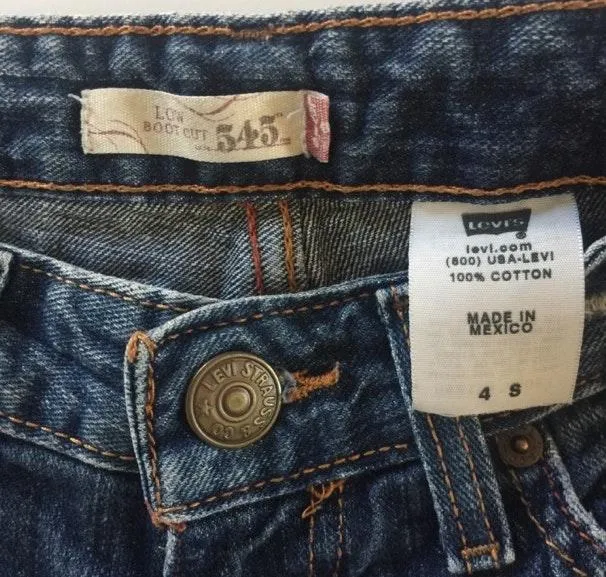 LOW
BOOT CUT 545
LEVI'S
levi.com
(800) USA-LEVI
100% COTTON
MADE IN
MEXICO
4 S
LEVI STRAUSS
& CO